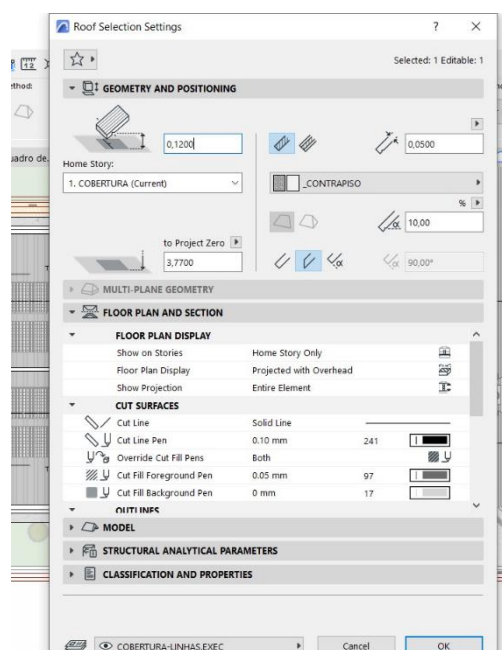 Roof Selection Settings ? ×
Selected: 1 Editable: 1
GEOMETRY AND POSITIONING
0,1200
0,0500
Home Story:
1. COBERTURA (Current)
_CONTRAPISO
%
10,00
to Project Zero
3,7700
90,00°
MULTI-PLANE GEOMETRY
FLOOR PLAN AND SECTION
FLOOR PLAN DISPLAY
Show on Stories Home Story Only
Floor Plan Display Projected with Overhead
Show Projection Entire Element
CUT SURFACES
Cut Line Solid Line
Cut Line Pen 0.10 mm 241
Override Cut Fill Pens Both
Cut Fill Foreground Pen 0.05 mm 97
Cut Fill Background Pen 0 mm 17
OUTLINES
MODEL
STRUCTURAL ANALYTICAL PARAMETERS
CLASSIFICATION AND PROPERTIES
COBERTURA-LINHAS.EXEC Cancel OK
12
thod:
uadro de